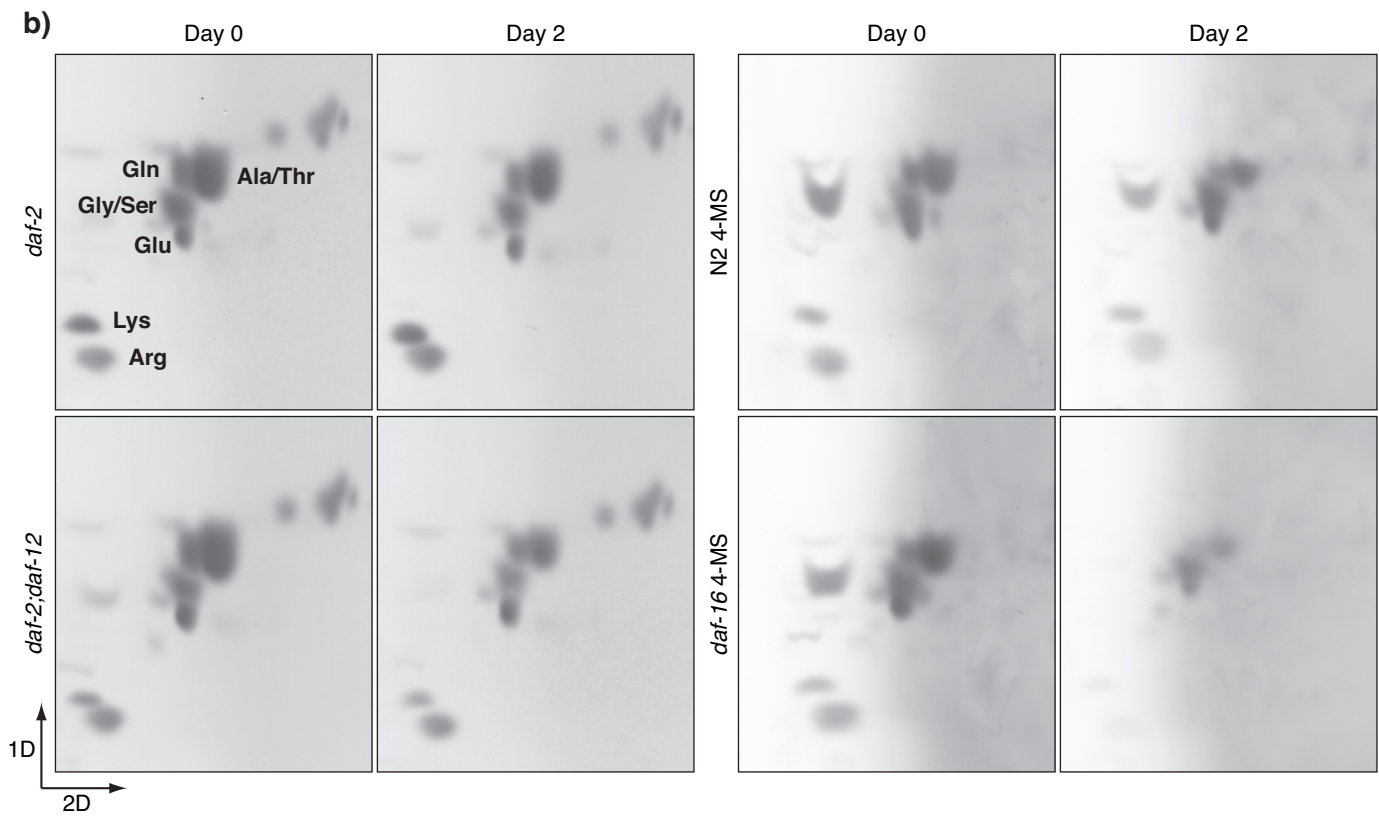 b)
Day 0
Day 2
Day 0
Day 2
daf-2
Gln
Ala/Thr
Gly/Ser
Glu
Lys
Arg
N2 4-MS
daf-2;daf-12
daf-16 4-MS
1D
2D